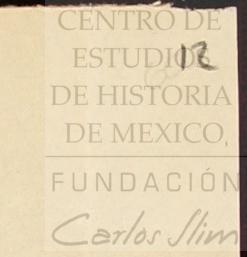 CENTRO DE
ESTUDIOS
12
DE HISTORIA
DE MEXICO,
FUNDACIÓN
Carlos Slim